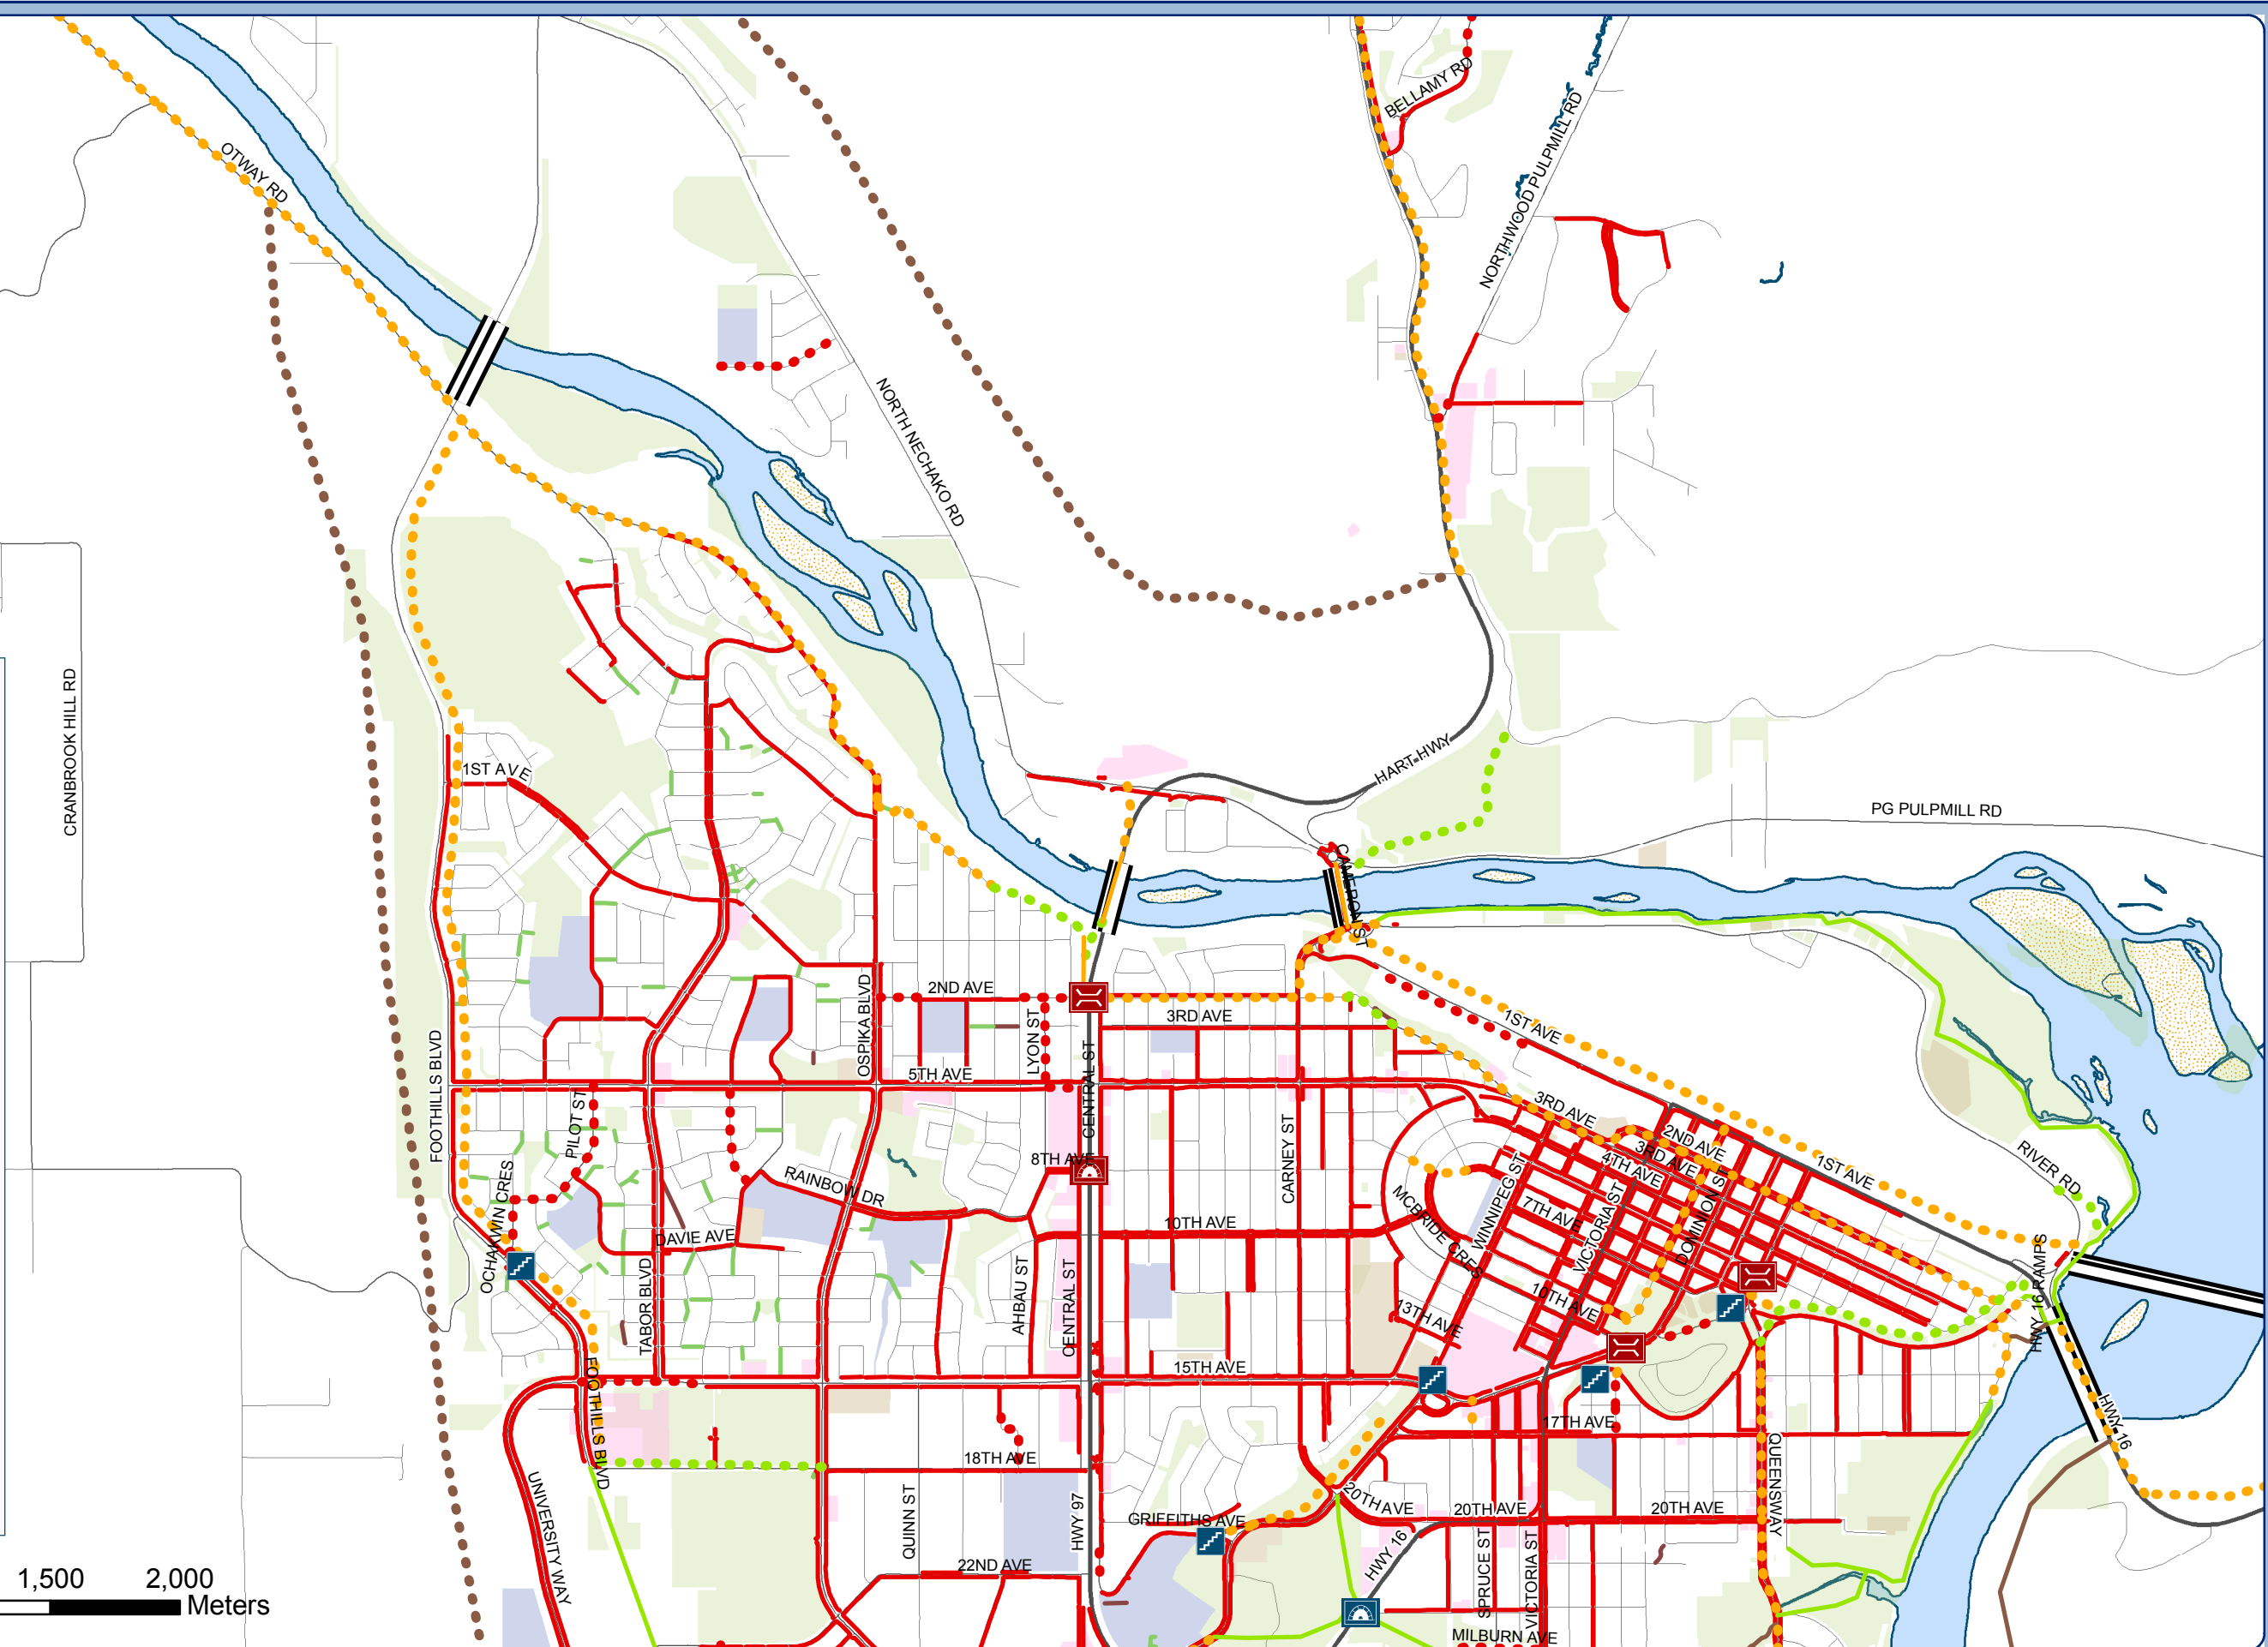 BELLAMY RD
NORTHWOOD PULPMILL RD
OTWAY RD
NORTH NECHAKO RD
CRANBROOK HILL RD
HART HWY
1ST AVE
PG PULPMILL RD
CAMERON ST
2ND AVE
OSPIKA BLVD
LYON ST
3RD AVE
1ST AVE
FOOTHILLS BLVD
5TH AVE
CENTRAL ST
PILOT ST
3RD AVE
2ND AVE
3RD AVE
4TH AVE
1ST AVE
RIVER RD
8TH AVE
CARNEY ST
RAINBOW DR
OCHAKWIN CRES
MCBRIDE CRES
WINNIPEG ST
7TH AVE
VICTORIA ST
DOMINION ST
10TH AVE
DAVIE AVE
TABOR BLVD
AHBAU ST
CENTRAL ST
10TH AVE
13TH AVE
HWY 16 RAMPS
15TH AVE
FOOTHILLS BLVD
HWY 16
17TH AVE
QUEENSWAY
18TH AVE
UNIVERSITY WAY
QUINN ST
HWY 97
20TH AVE
20TH AVE
20TH AVE
GRIFFITHS AVE
HWY 16
SPRUCE ST
VICTORIA ST
22ND AVE
MILBURN AVE
1,500 2,000
Meters